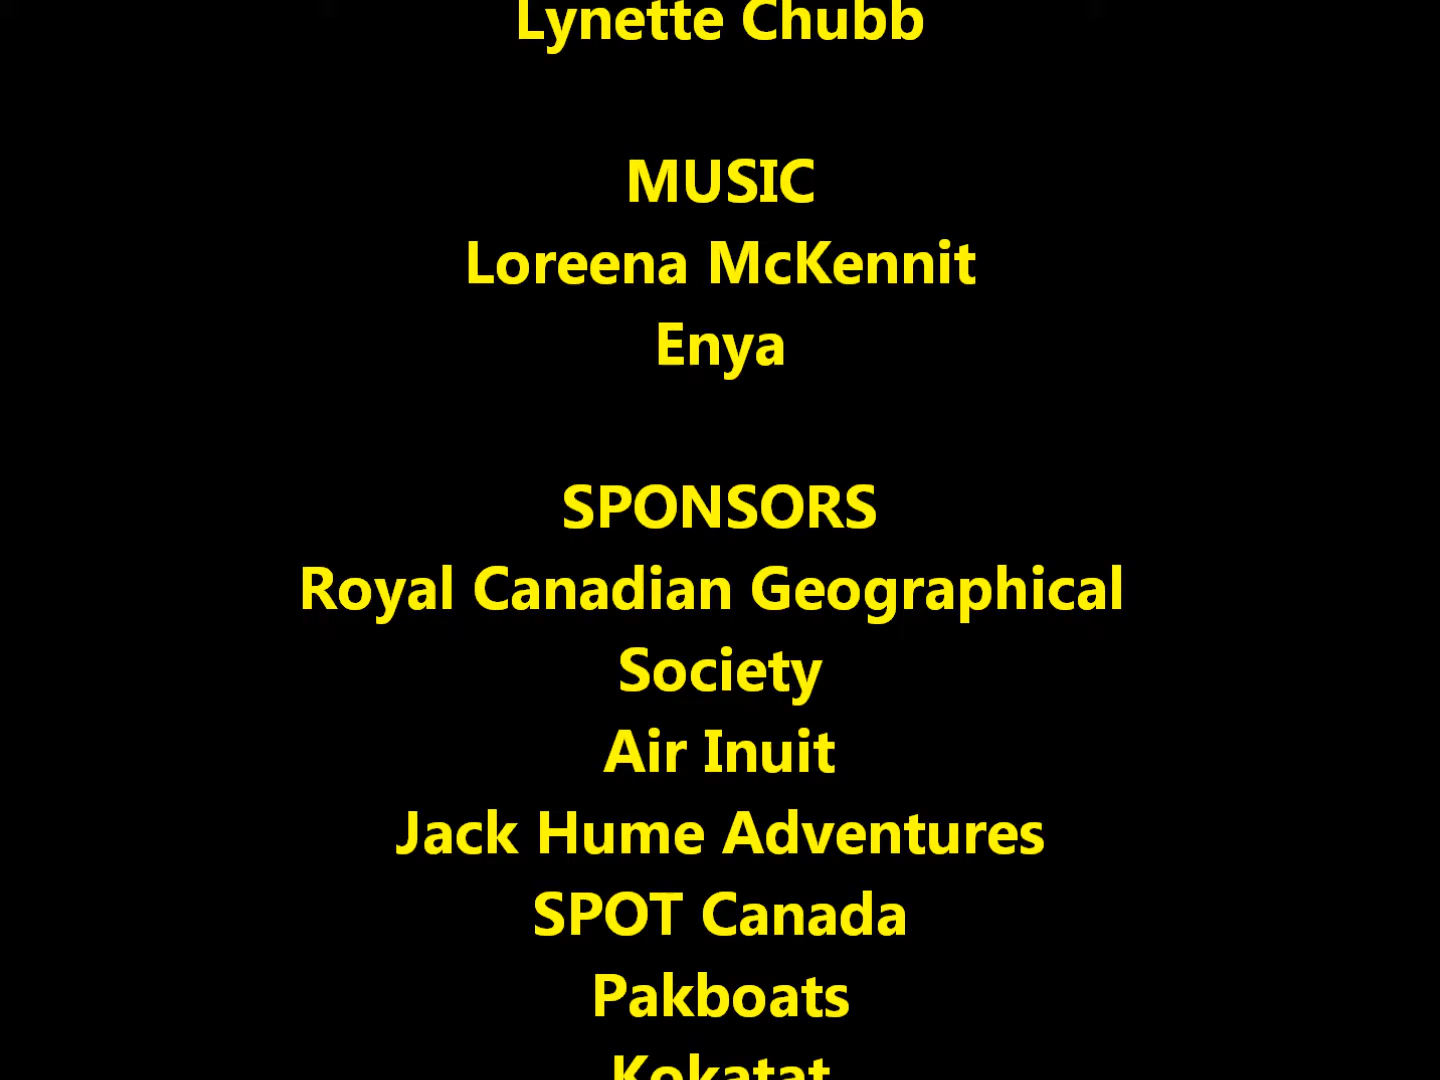 Lynette Chubb
MUSIC
Loreena McKennit
Enya
SPONSORS
Royal Canadian Geographical
Society
Air Inuit
Jack Hume Adventures
SPOT Canada
Pakboats
Kokatat